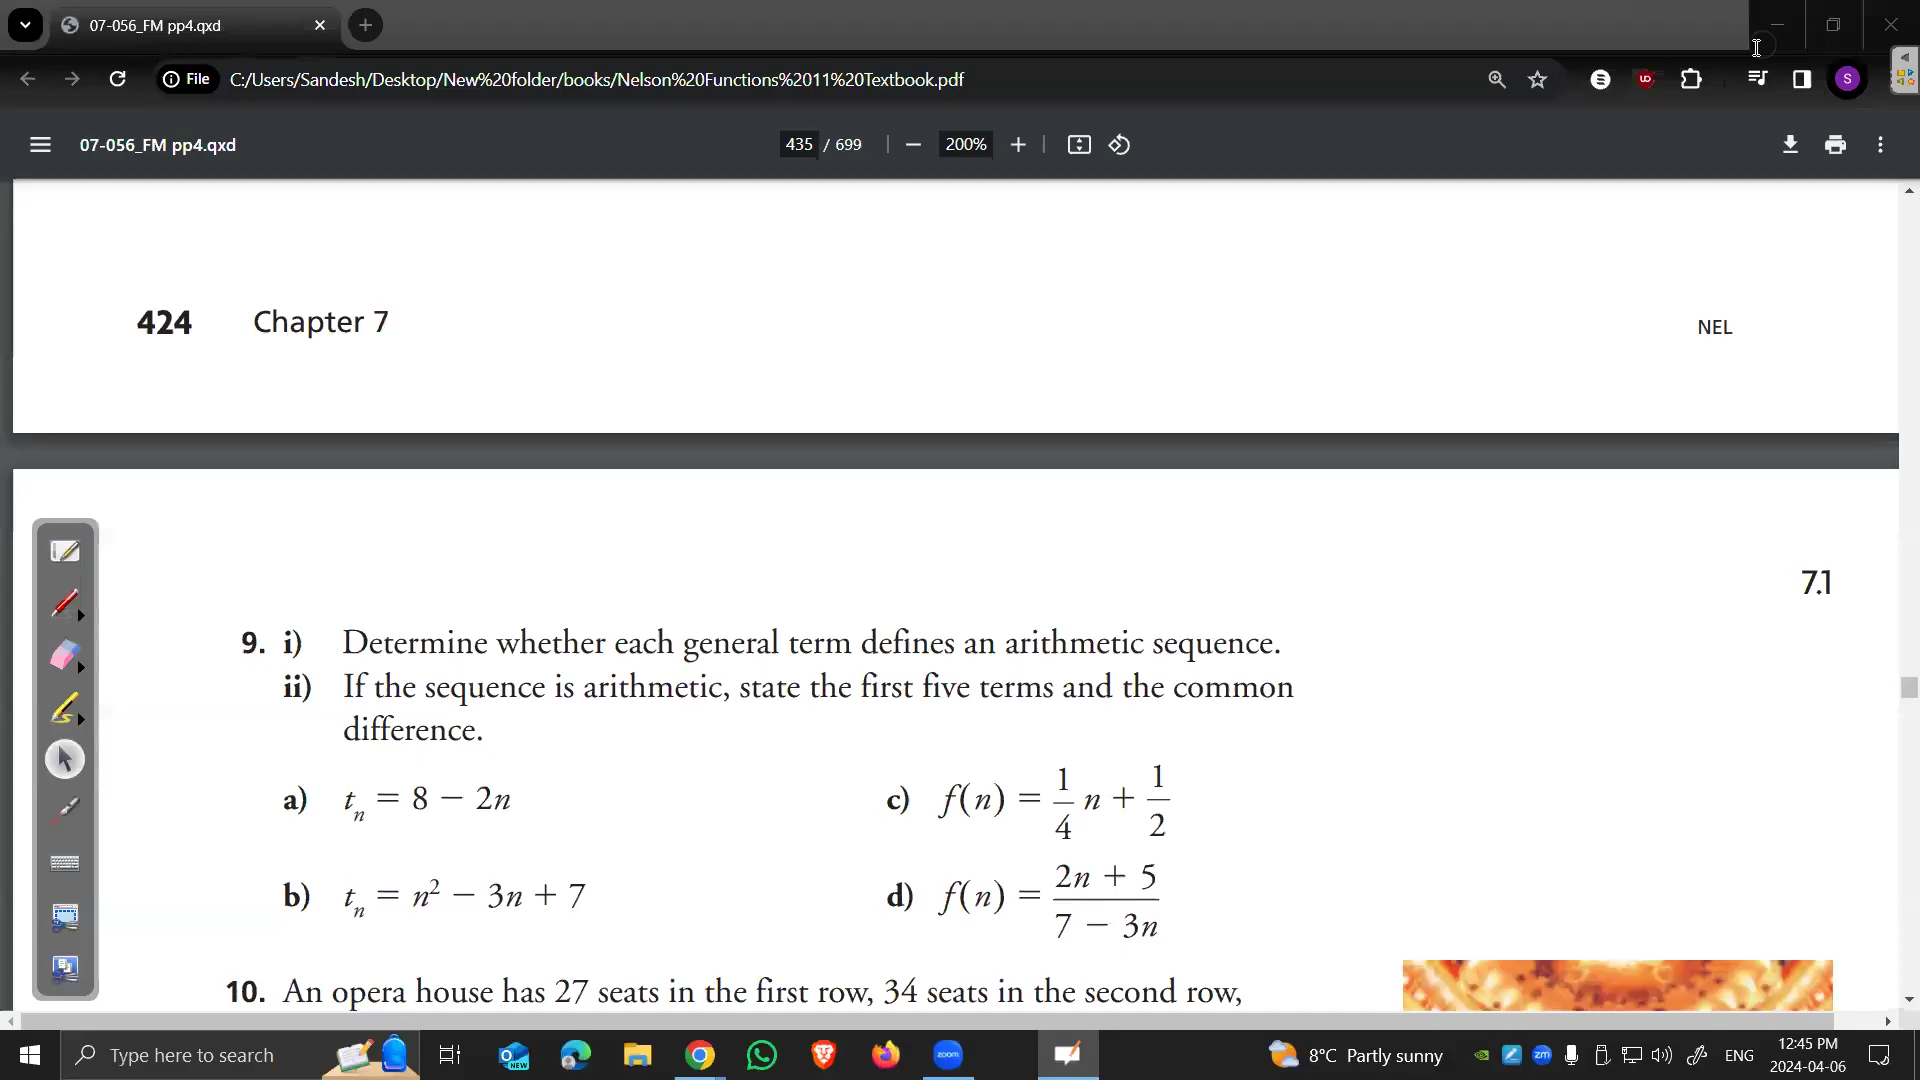 07-056_FM pp4.qxd
File C:/Users/Sandesh/Desktop/New%20folder/books/Nelson%20Functions%2011%20Textbook.pdf
S
07-056_FM pp4.qxd 435 / 699 200%
424 Chapter 7 NEL
7.1
9. i) Determine whether each general term defines an arithmetic sequence.
ii) If the sequence is arithmetic, state the first five terms and the common
difference.
a) tₙ = 8 − 2n
c) f(n) = 1/4 n + 1/2
b) tₙ = n² − 3n + 7
d) f(n) = (2n + 5)/(7 − 3n)
10. An opera house has 27 seats in the first row, 34 seats in the second row,
Type here to search
NEW
zoom
8°C Partly sunny
zm
ENG
12:45 PM
2024-04-06